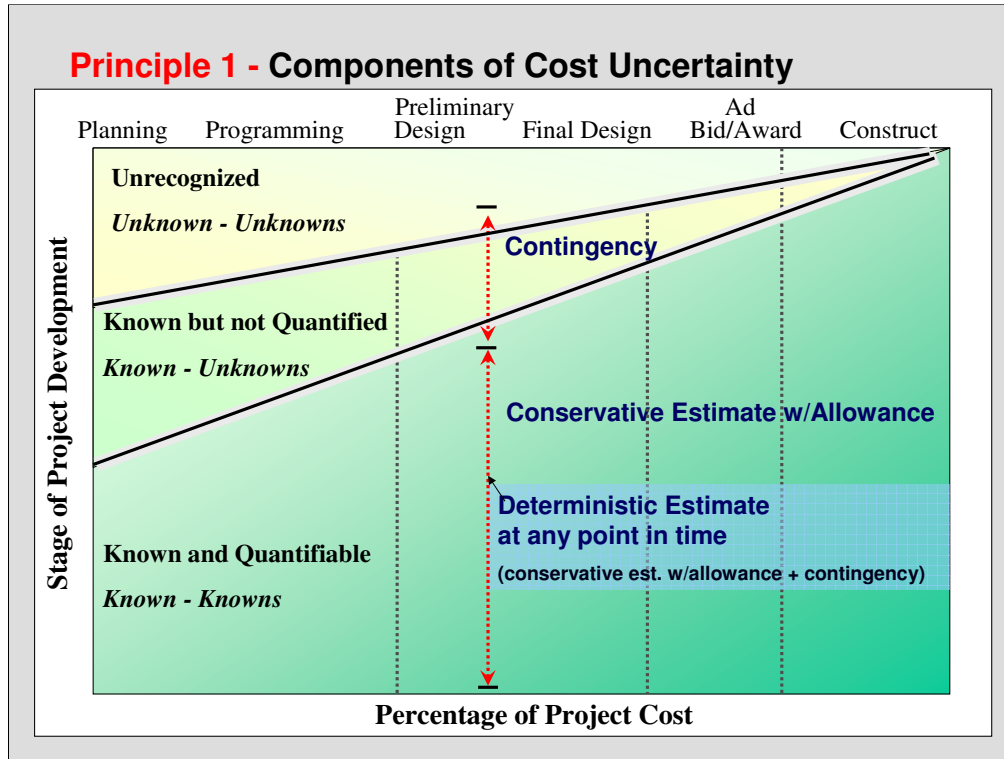 Principle 1 - Components of Cost Uncertainty
Planning
Programming
Preliminary
Design
Final Design
Ad
Bid/Award
Construct
Unrecognized
Unknown - Unknowns
Contingency
Known but not Quantified
Known - Unknowns
Conservative Estimate w/Allowance
Deterministic Estimate
at any point in time
(conservative est. w/allowance + contingency)
Known and Quantifiable
Known - Knowns
Stage of Project Development
Percentage of Project Cost